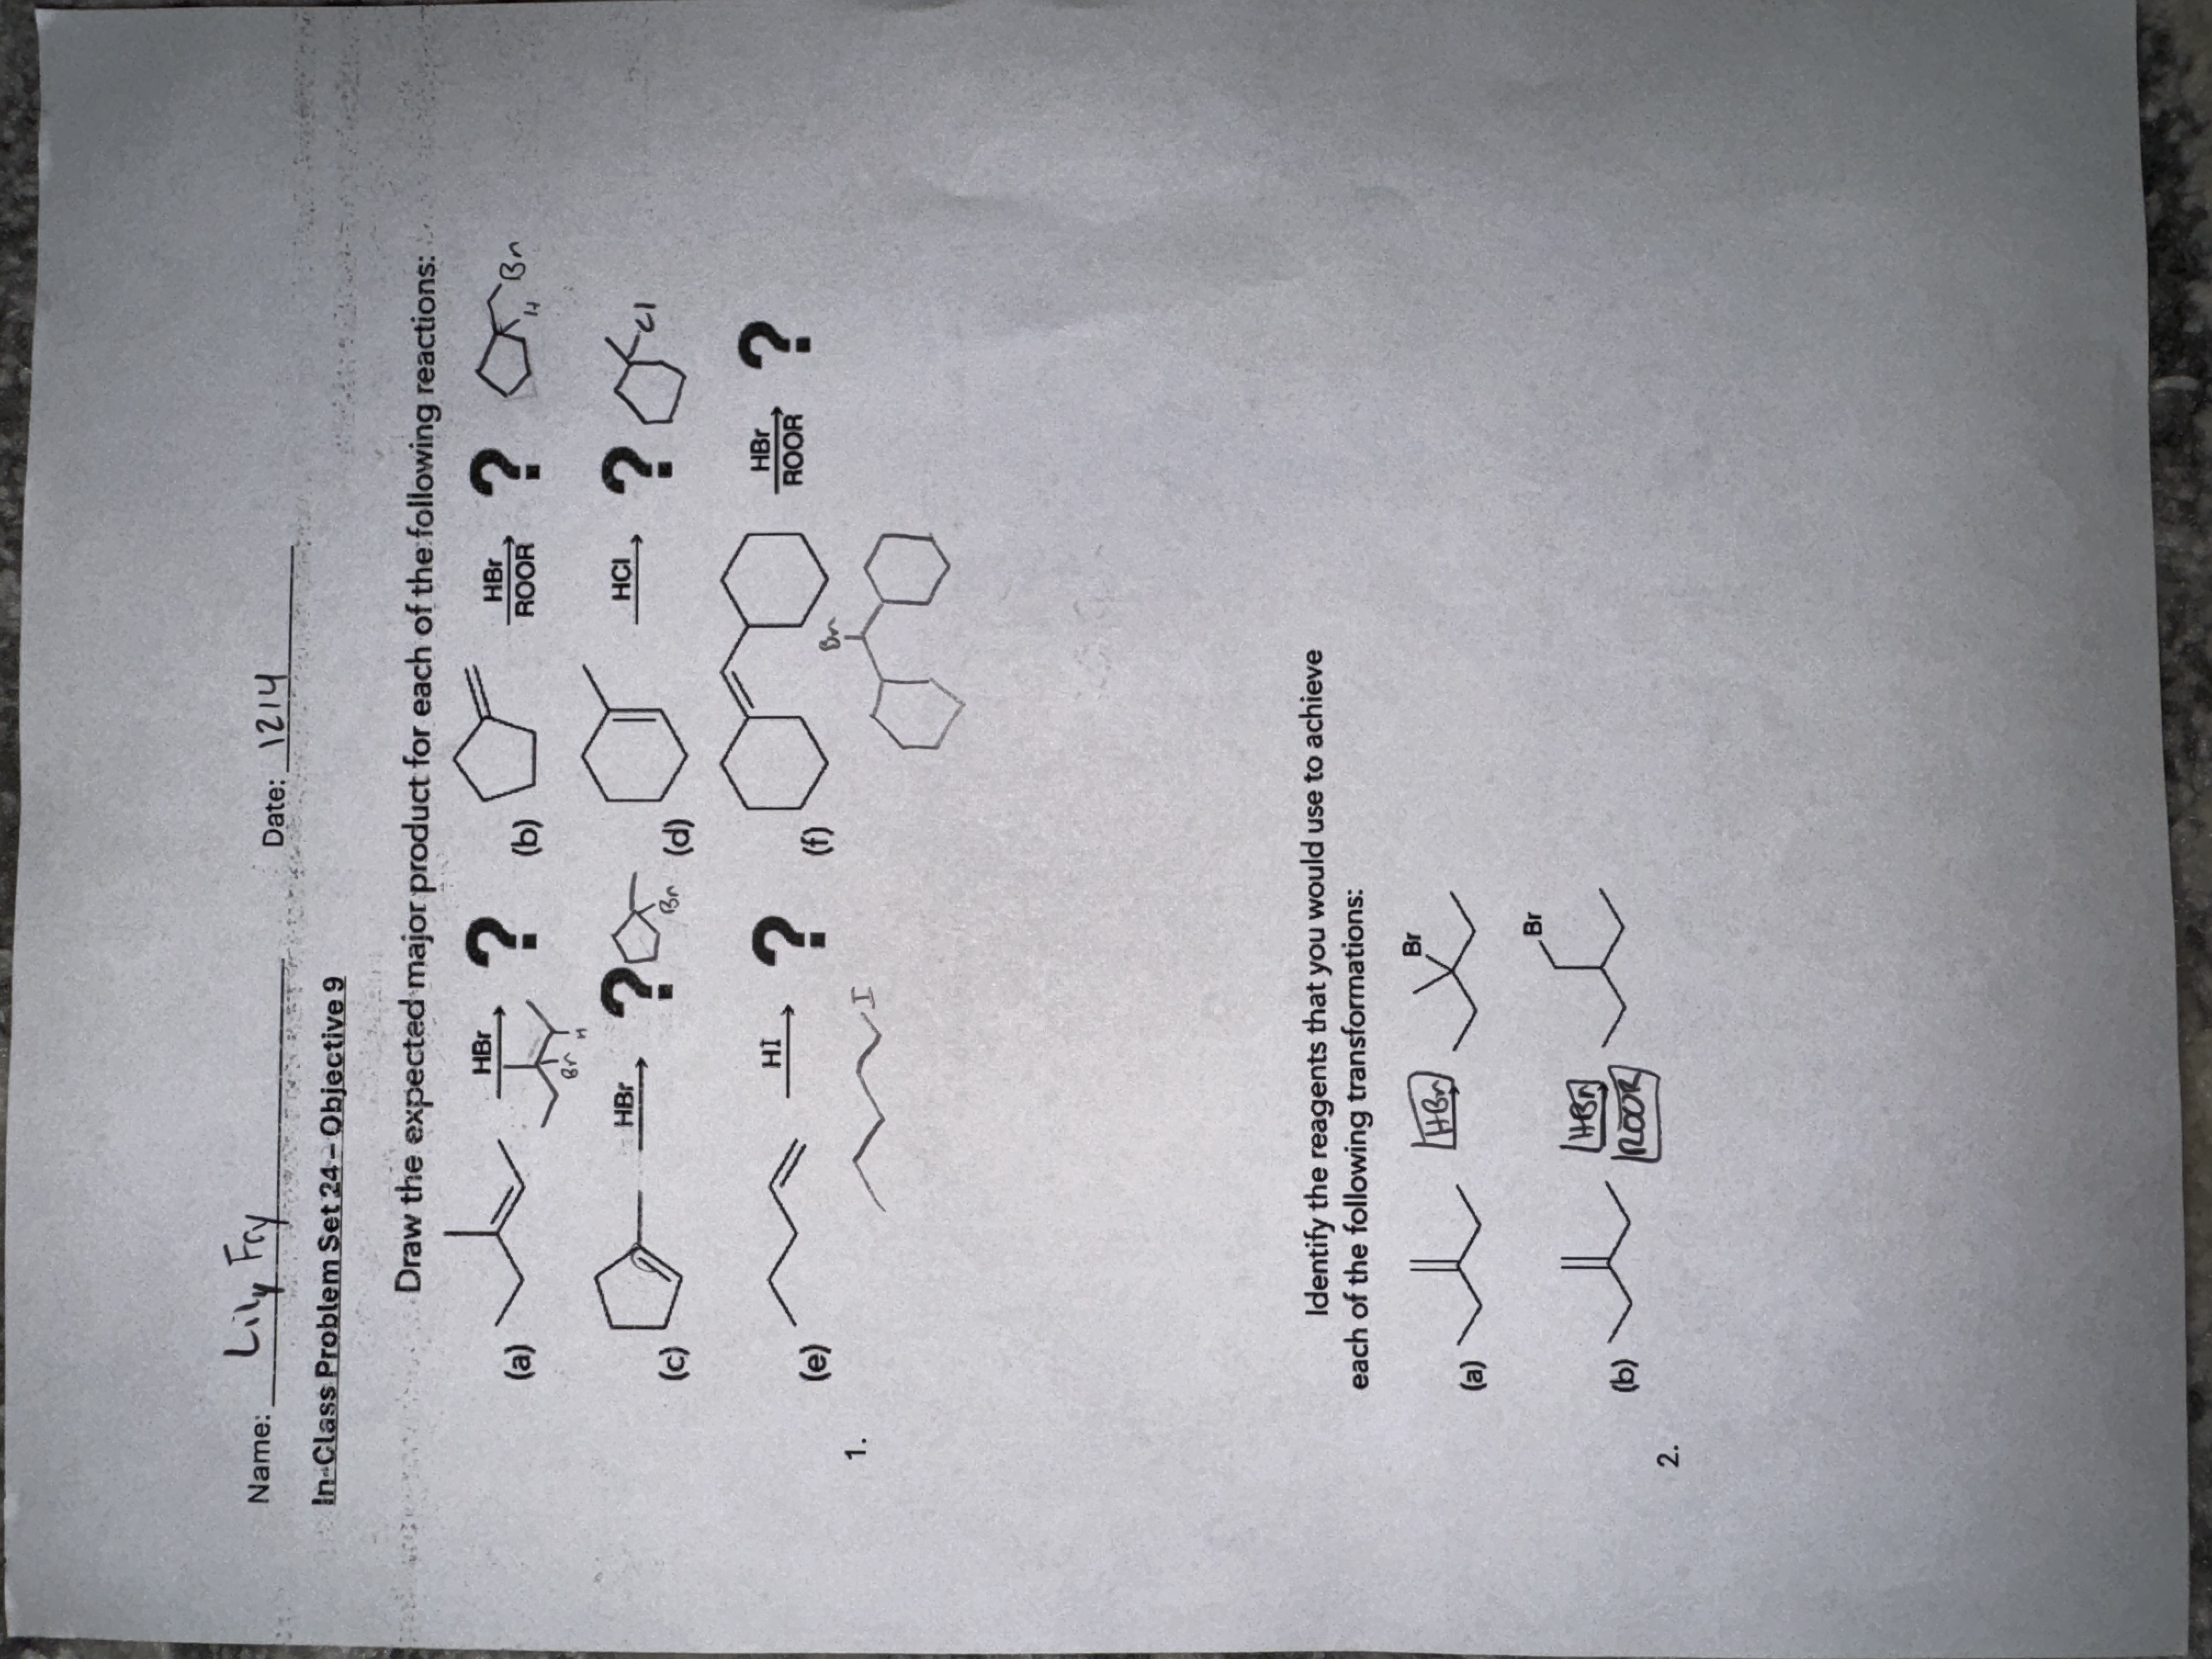 Name: Lily Fry Date: 1214
In-Class Problem Set 24 – Objective 9
Draw the expected major product for each of the following reactions:
(a) HBr ? Br H
(b) HBr ROOR ? H Br
(c) HBr ? Br
(d) HCl ? Cl
(e) HI ? I
(f) HBr ROOR ? Br
1.
Identify the reagents that you would use to achieve
each of the following transformations:
(a) HBr Br
(b) HBr ROOR Br
2.